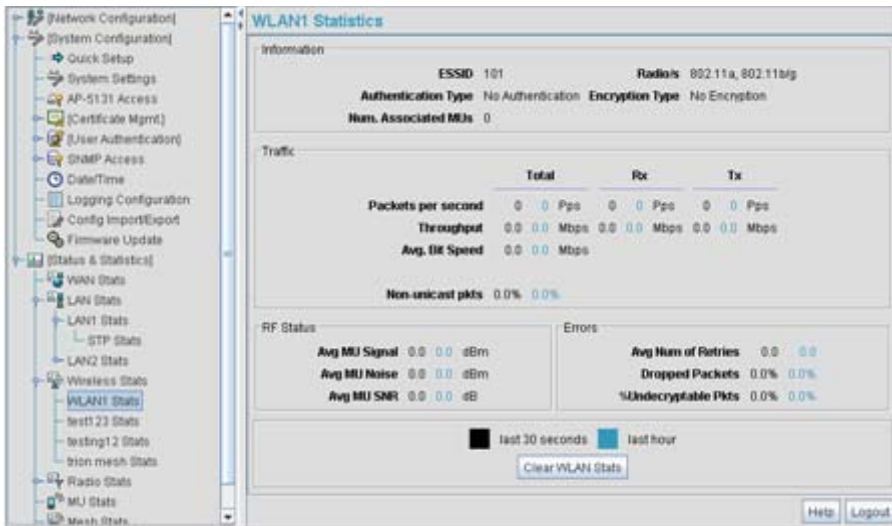 [Network Configuration]
[System Configuration]
Quick Setup
System Settings
AP-5131 Access
[Certificate Mgmt.]
[User Authentication]
SNMP Access
Date/Time
Logging Configuration
Config Import/Export
Firmware Update
[Status & Statistics]
WAN Stats
LAN Stats
LAN1 Stats
STP Stats
LAN2 Stats
Wireless Stats
WLAN1 Stats
test123 Stats
testing12 Stats
trion mesh Stats
Radio Stats
MU Stats
Mesh Stats
WLAN1 Statistics
Information
ESSID 101 Radio/s 802.11a, 802.11b/g
Authentication Type No Authentication Encryption Type No Encryption
Num. Associated MUs 0
Traffic
Total Rx Tx
Packets per second 0 0 Pps 0 0 Pps 0 0 Pps
Throughput 0.0 0.0 Mbps 0.0 0.0 Mbps 0.0 0.0 Mbps
Avg. Bit Speed 0.0 0.0 Mbps
Non-unicast pkts 0.0% 0.0%
RF Status
Avg MU Signal 0.0 0.0 dBm
Avg MU Noise 0.0 0.0 dBm
Avg MU SNR 0.0 0.0 dB
Errors
Avg Num of Retries 0.0 0.0
Dropped Packets 0.0% 0.0%
%Undecryptable Pkts 0.0% 0.0%
last 30 seconds last hour
Clear WLAN Stats
Help Logout